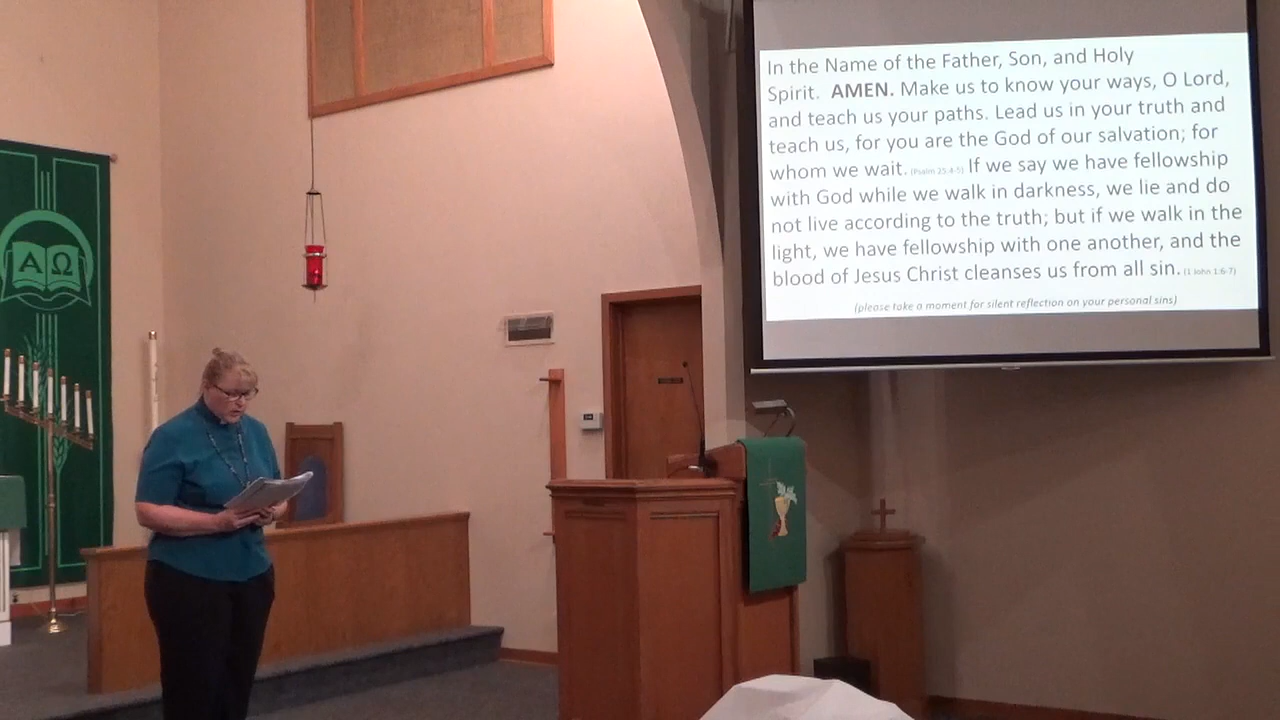 In the Name of the Father, Son, and Holy
Spirit. AMEN. Make us to know your ways, O Lord,
and teach us your paths. Lead us in your truth and
teach us, for you are the God of our salvation; for
whom we wait. (Psalm 25:4-5) If we say we have fellowship
with God while we walk in darkness, we lie and do
not live according to the truth; but if we walk in the
light, we have fellowship with one another, and the
blood of Jesus Christ cleanses us from all sin. (1 John 1:6-7)
(please take a moment for silent reflection on your personal sins)
Α Ω